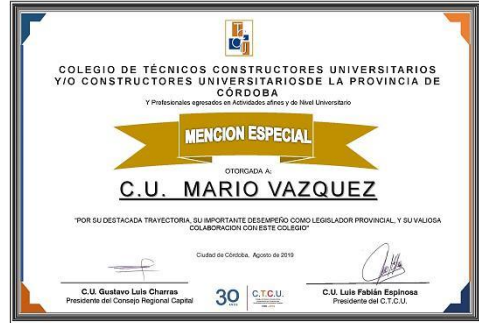 COLEGIO DE TÉCNICOS CONSTRUCTORES UNIVERSITARIOS
Y/O CONSTRUCTORES UNIVERSITARIOSDE LA PROVINCIA DE
CÓRDOBA
Y Profesionales egresados en Actividades afines y de Nivel Universitario
MENCION ESPECIAL
OTORGADA A:
C.U. MARIO VAZQUEZ
"POR SU DESTACADA TRAYECTORIA, SU IMPORTANTE DESEMPEÑO COMO LEGISLADOR PROVINCIAL, Y SU VALIOSA
COLABORACION CON ESTE COLEGIO"
Ciudad de Córdoba, Agosto de 2019
C.U. Gustavo Luis Charras
Presidente del Consejo Regional Capital
30
C.T.C.U.
C.U. Luis Fabián Espinosa
Presidente del C.T.C.U.